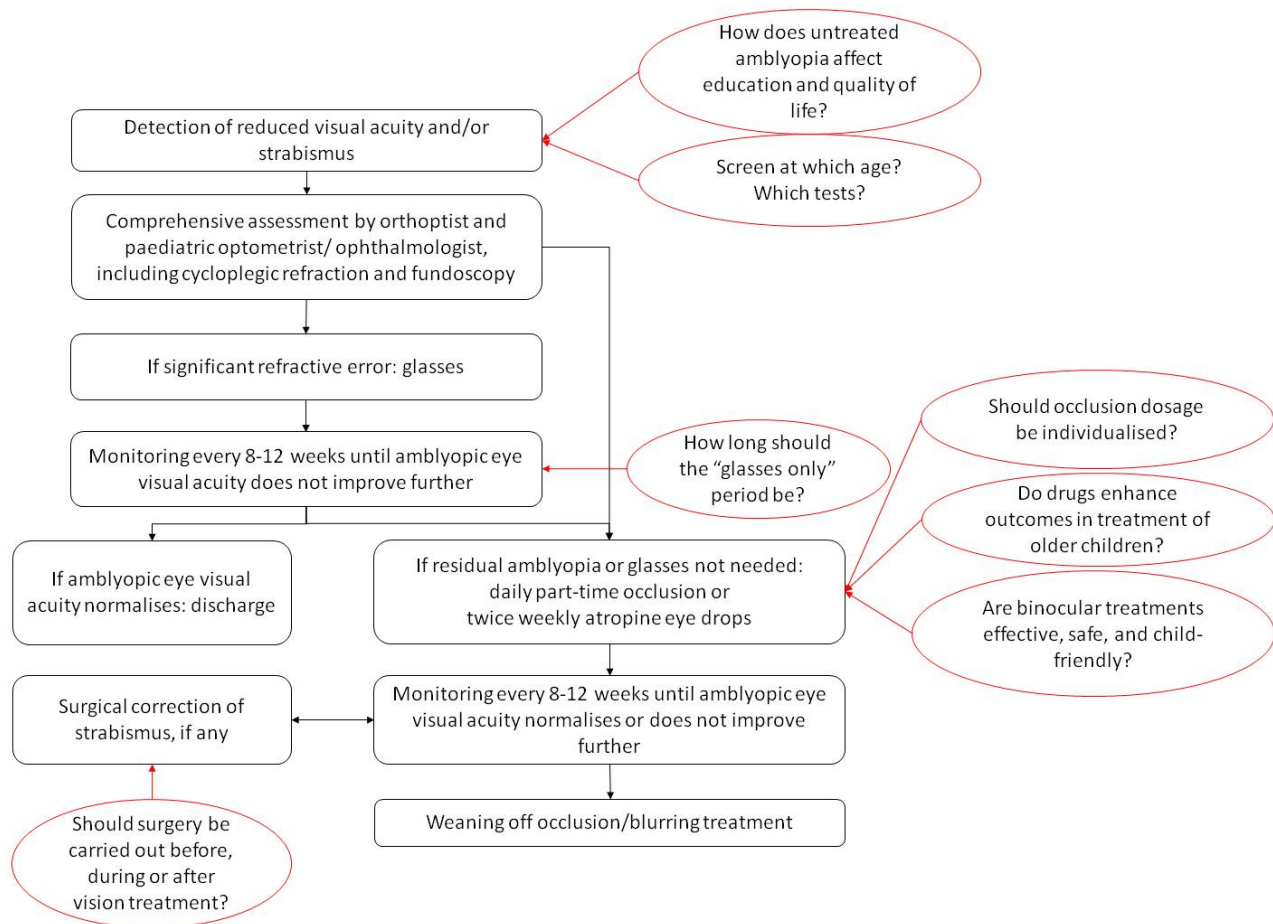 How does untreated
amblyopia affect
education and quality of
life?
Detection of reduced visual acuity and/or
strabismus
Screen at which age?
Which tests?
Comprehensive assessment by orthoptist and
paediatric optometrist/ ophthalmologist,
including cycloplegic refraction and fundoscopy
If significant refractive error: glasses
Monitoring every 8-12 weeks until amblyopic eye
visual acuity does not improve further
How long should
the “glasses only”
period be?
Should occlusion dosage
be individualised?
Do drugs enhance
outcomes in treatment of
older children?
Are binocular treatments
effective, safe, and child-
friendly?
If amblyopic eye visual
acuity normalises: discharge
If residual amblyopia or glasses not needed:
daily part-time occlusion or
twice weekly atropine eye drops
Surgical correction of
strabismus, if any
Monitoring every 8-12 weeks until amblyopic eye
visual acuity normalises or does not improve
further
Weaning off occlusion/blurring treatment
Should surgery be
carried out before,
during or after
vision treatment?